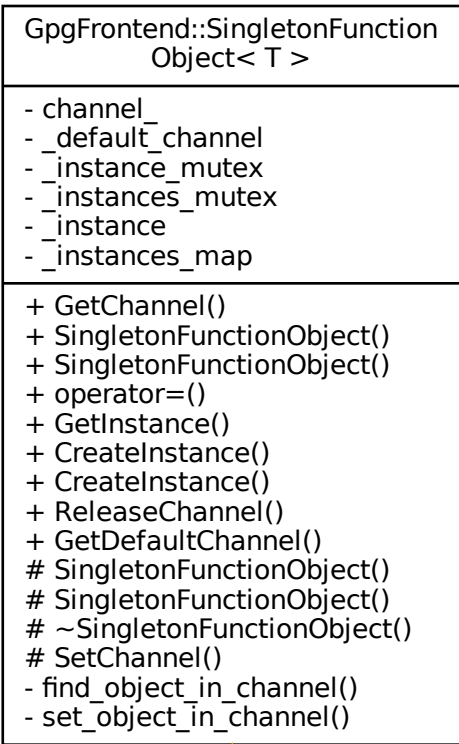 GpgFrontend::SingletonFunction
Object< T >
- channel_
- _default_channel
- _instance_mutex
- _instances_mutex
- _instance
- _instances_map
+ GetChannel()
+ SingletonFunctionObject()
+ SingletonFunctionObject()
+ operator=()
+ GetInstance()
+ CreateInstance()
+ CreateInstance()
+ ReleaseChannel()
+ GetDefaultChannel()
# SingletonFunctionObject()
# SingletonFunctionObject()
# ~SingletonFunctionObject()
# SetChannel()
- find_object_in_channel()
- set_object_in_channel()